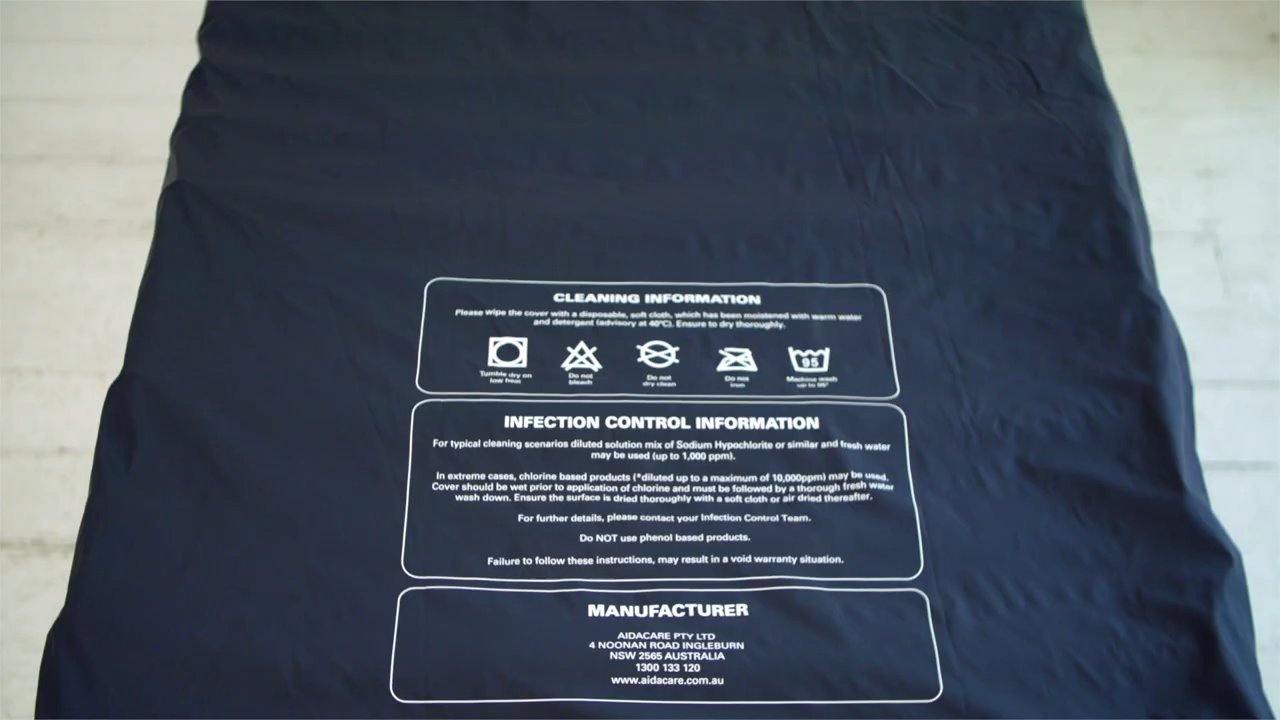 CLEANING INFORMATION
Please wipe the cover with a disposable, soft cloth, which has been moistened with warm water
and detergent (advisory at 40°C). Ensure to dry thoroughly.
Tumble dry on
low heat
Do not
bleach
Do not
dry clean
Do not
iron
95
Machine wash
up to 95°
INFECTION CONTROL INFORMATION
For typical cleaning scenarios diluted solution mix of Sodium Hypochlorite or similar and fresh water
may be used (up to 1,000 ppm).
In extreme cases, chlorine based products (*diluted up to a maximum of 10,000ppm) may be used.
Cover should be wet prior to application of chlorine and must be followed by a thorough fresh water
wash down. Ensure the surface is dried thoroughly with a soft cloth or air dried thereafter.
For further details, please contact your Infection Control Team.
Do NOT use phenol based products.
Failure to follow these instructions, may result in a void warranty situation.
MANUFACTURER
AIDACARE PTY LTD
4 NOONAN ROAD INGLEBURN
NSW 2565 AUSTRALIA
1300 133 120
www.aidacare.com.au